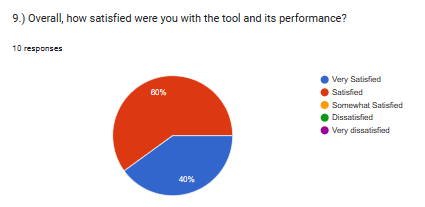 9.) Overall, how satisfied were you with the tool and its performance?
10 responses
60%
40%
Very Satisfied
Satisfied
Somewhat Satisfied
Dissatisfied
Very dissatisfied